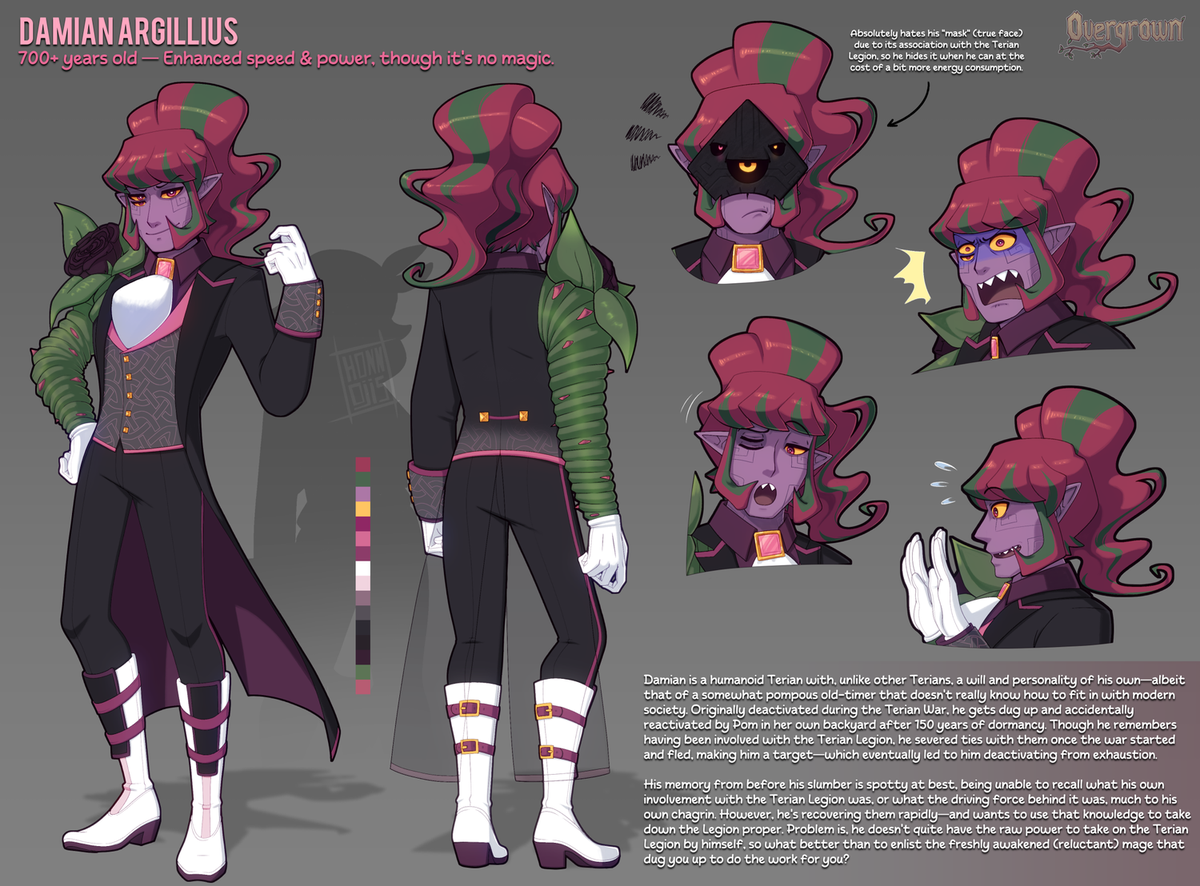 DAMIAN ARGILLIUS
700+ years old — Enhanced speed & power, though it's no magic.
Absolutely hates his "mask" (true face)
due to its association with the Terian
Legion, so he hides it when he can at the
cost of a bit more energy consumption.
Overgrown
Damian is a humanoid Terian with, unlike other Terians, a will and personality of his own—albeit
that of a somewhat pompous old-timer that doesn't really know how to fit in with modern
society. Originally deactivated during the Terian War, he gets dug up and accidentally
reactivated by Pom in her own backyard after 150 years of dormancy. Though he remembers
having been involved with the Terian Legion, he severed ties with them once the war started
and fled, making him a target—which eventually led to him deactivating from exhaustion.
His memory from before his slumber is spotty at best, being unable to recall what his own
involvement with the Terian Legion was, or what the driving force behind it was, much to his
own chagrin. However, he's recovering them rapidly—and wants to use that knowledge to take
down the Legion proper. Problem is, he doesn't quite have the raw power to take on the Terian
Legion by himself, so what better than to enlist the freshly awakened (reluctant) mage that
dug you up to do the work for you?